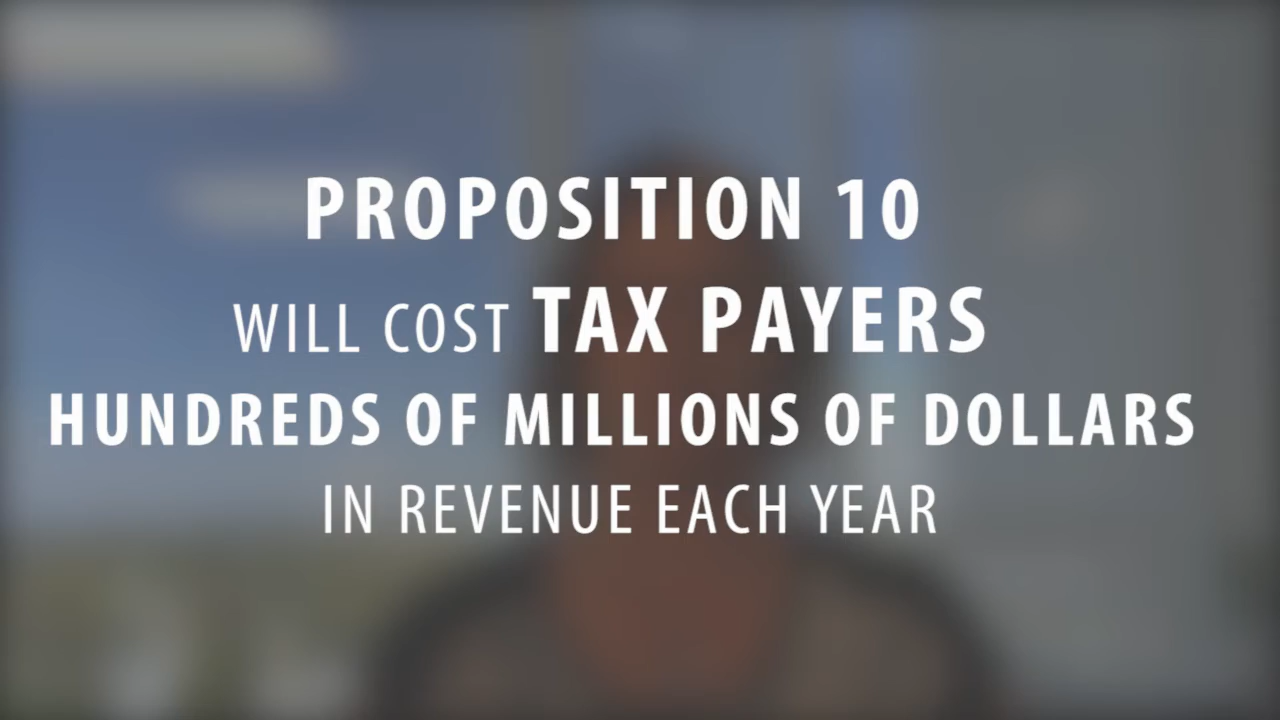 PROPOSITION 10
WILL COST TAX PAYERS
HUNDREDS OF MILLIONS OF DOLLARS
IN REVENUE EACH YEAR